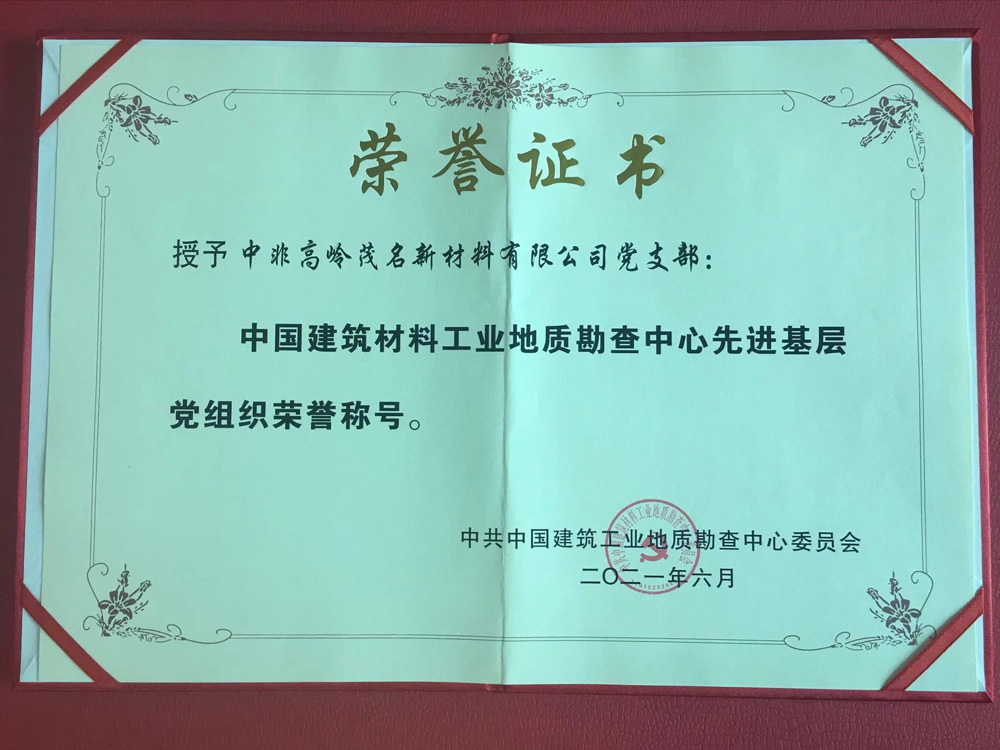 荣誉证书
授予中非高岭茂名新材料有限公司党支部：
中国建筑材料工业地质勘查中心先进基层
党组织荣誉称号。
中共中国建筑工业地质勘查中心委员会
二〇二一年六月